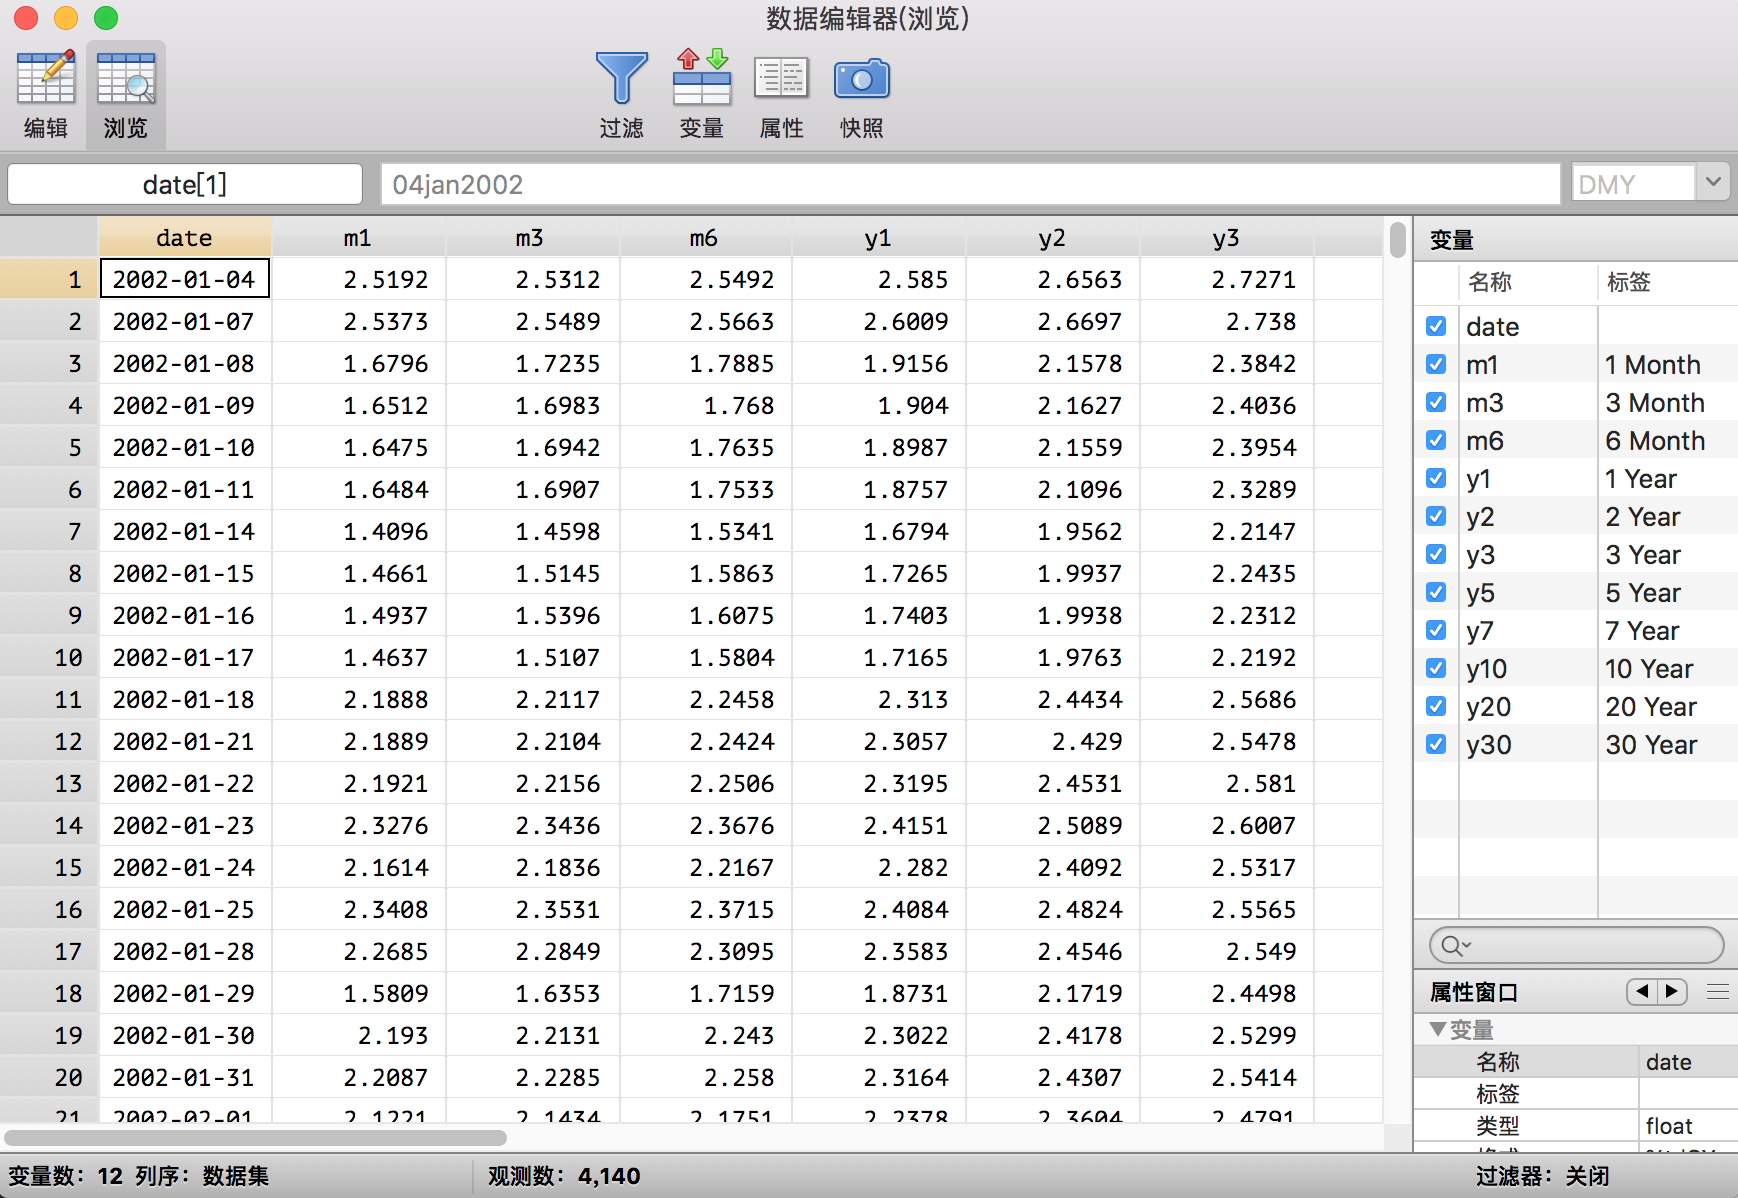 数据编辑器(浏览)
编辑 浏览 过滤 变量 属性 快照
date[1] 04jan2002 DMY
date m1 m3 m6 y1 y2 y3
1 2002-01-04 2.5192 2.5312 2.5492 2.585 2.6563 2.7271
2 2002-01-07 2.5373 2.5489 2.5663 2.6009 2.6697 2.738
3 2002-01-08 1.6796 1.7235 1.7885 1.9156 2.1578 2.3842
4 2002-01-09 1.6512 1.6983 1.768 1.904 2.1627 2.4036
5 2002-01-10 1.6475 1.6942 1.7635 1.8987 2.1559 2.3954
6 2002-01-11 1.6484 1.6907 1.7533 1.8757 2.1096 2.3289
7 2002-01-14 1.4096 1.4598 1.5341 1.6794 1.9562 2.2147
8 2002-01-15 1.4661 1.5145 1.5863 1.7265 1.9937 2.2435
9 2002-01-16 1.4937 1.5396 1.6075 1.7403 1.9938 2.2312
10 2002-01-17 1.4637 1.5107 1.5804 1.7165 1.9763 2.2192
11 2002-01-18 2.1888 2.2117 2.2458 2.313 2.4434 2.5686
12 2002-01-21 2.1889 2.2104 2.2424 2.3057 2.429 2.5478
13 2002-01-22 2.1921 2.2156 2.2506 2.3195 2.4531 2.581
14 2002-01-23 2.3276 2.3436 2.3676 2.4151 2.5089 2.6007
15 2002-01-24 2.1614 2.1836 2.2167 2.282 2.4092 2.5317
16 2002-01-25 2.3408 2.3531 2.3715 2.4084 2.4824 2.5565
17 2002-01-28 2.2685 2.2849 2.3095 2.3583 2.4546 2.549
18 2002-01-29 1.5809 1.6353 1.7159 1.8731 2.1719 2.4498
19 2002-01-30 2.193 2.2131 2.243 2.3022 2.4178 2.5299
20 2002-01-31 2.2087 2.2285 2.258 2.3164 2.4307 2.5414
21 2002-02-01 2.1221 2.1434 2.1751 2.2378 2.3604 2.4791
变量
名称 标签
date
m1 1 Month
m3 3 Month
m6 6 Month
y1 1 Year
y2 2 Year
y3 3 Year
y5 5 Year
y7 7 Year
y10 10 Year
y20 20 Year
y30 30 Year
属性窗口
变量
名称 date
标签
类型 float
变量数：12 列序：数据集 观测数：4,140 过滤器：关闭